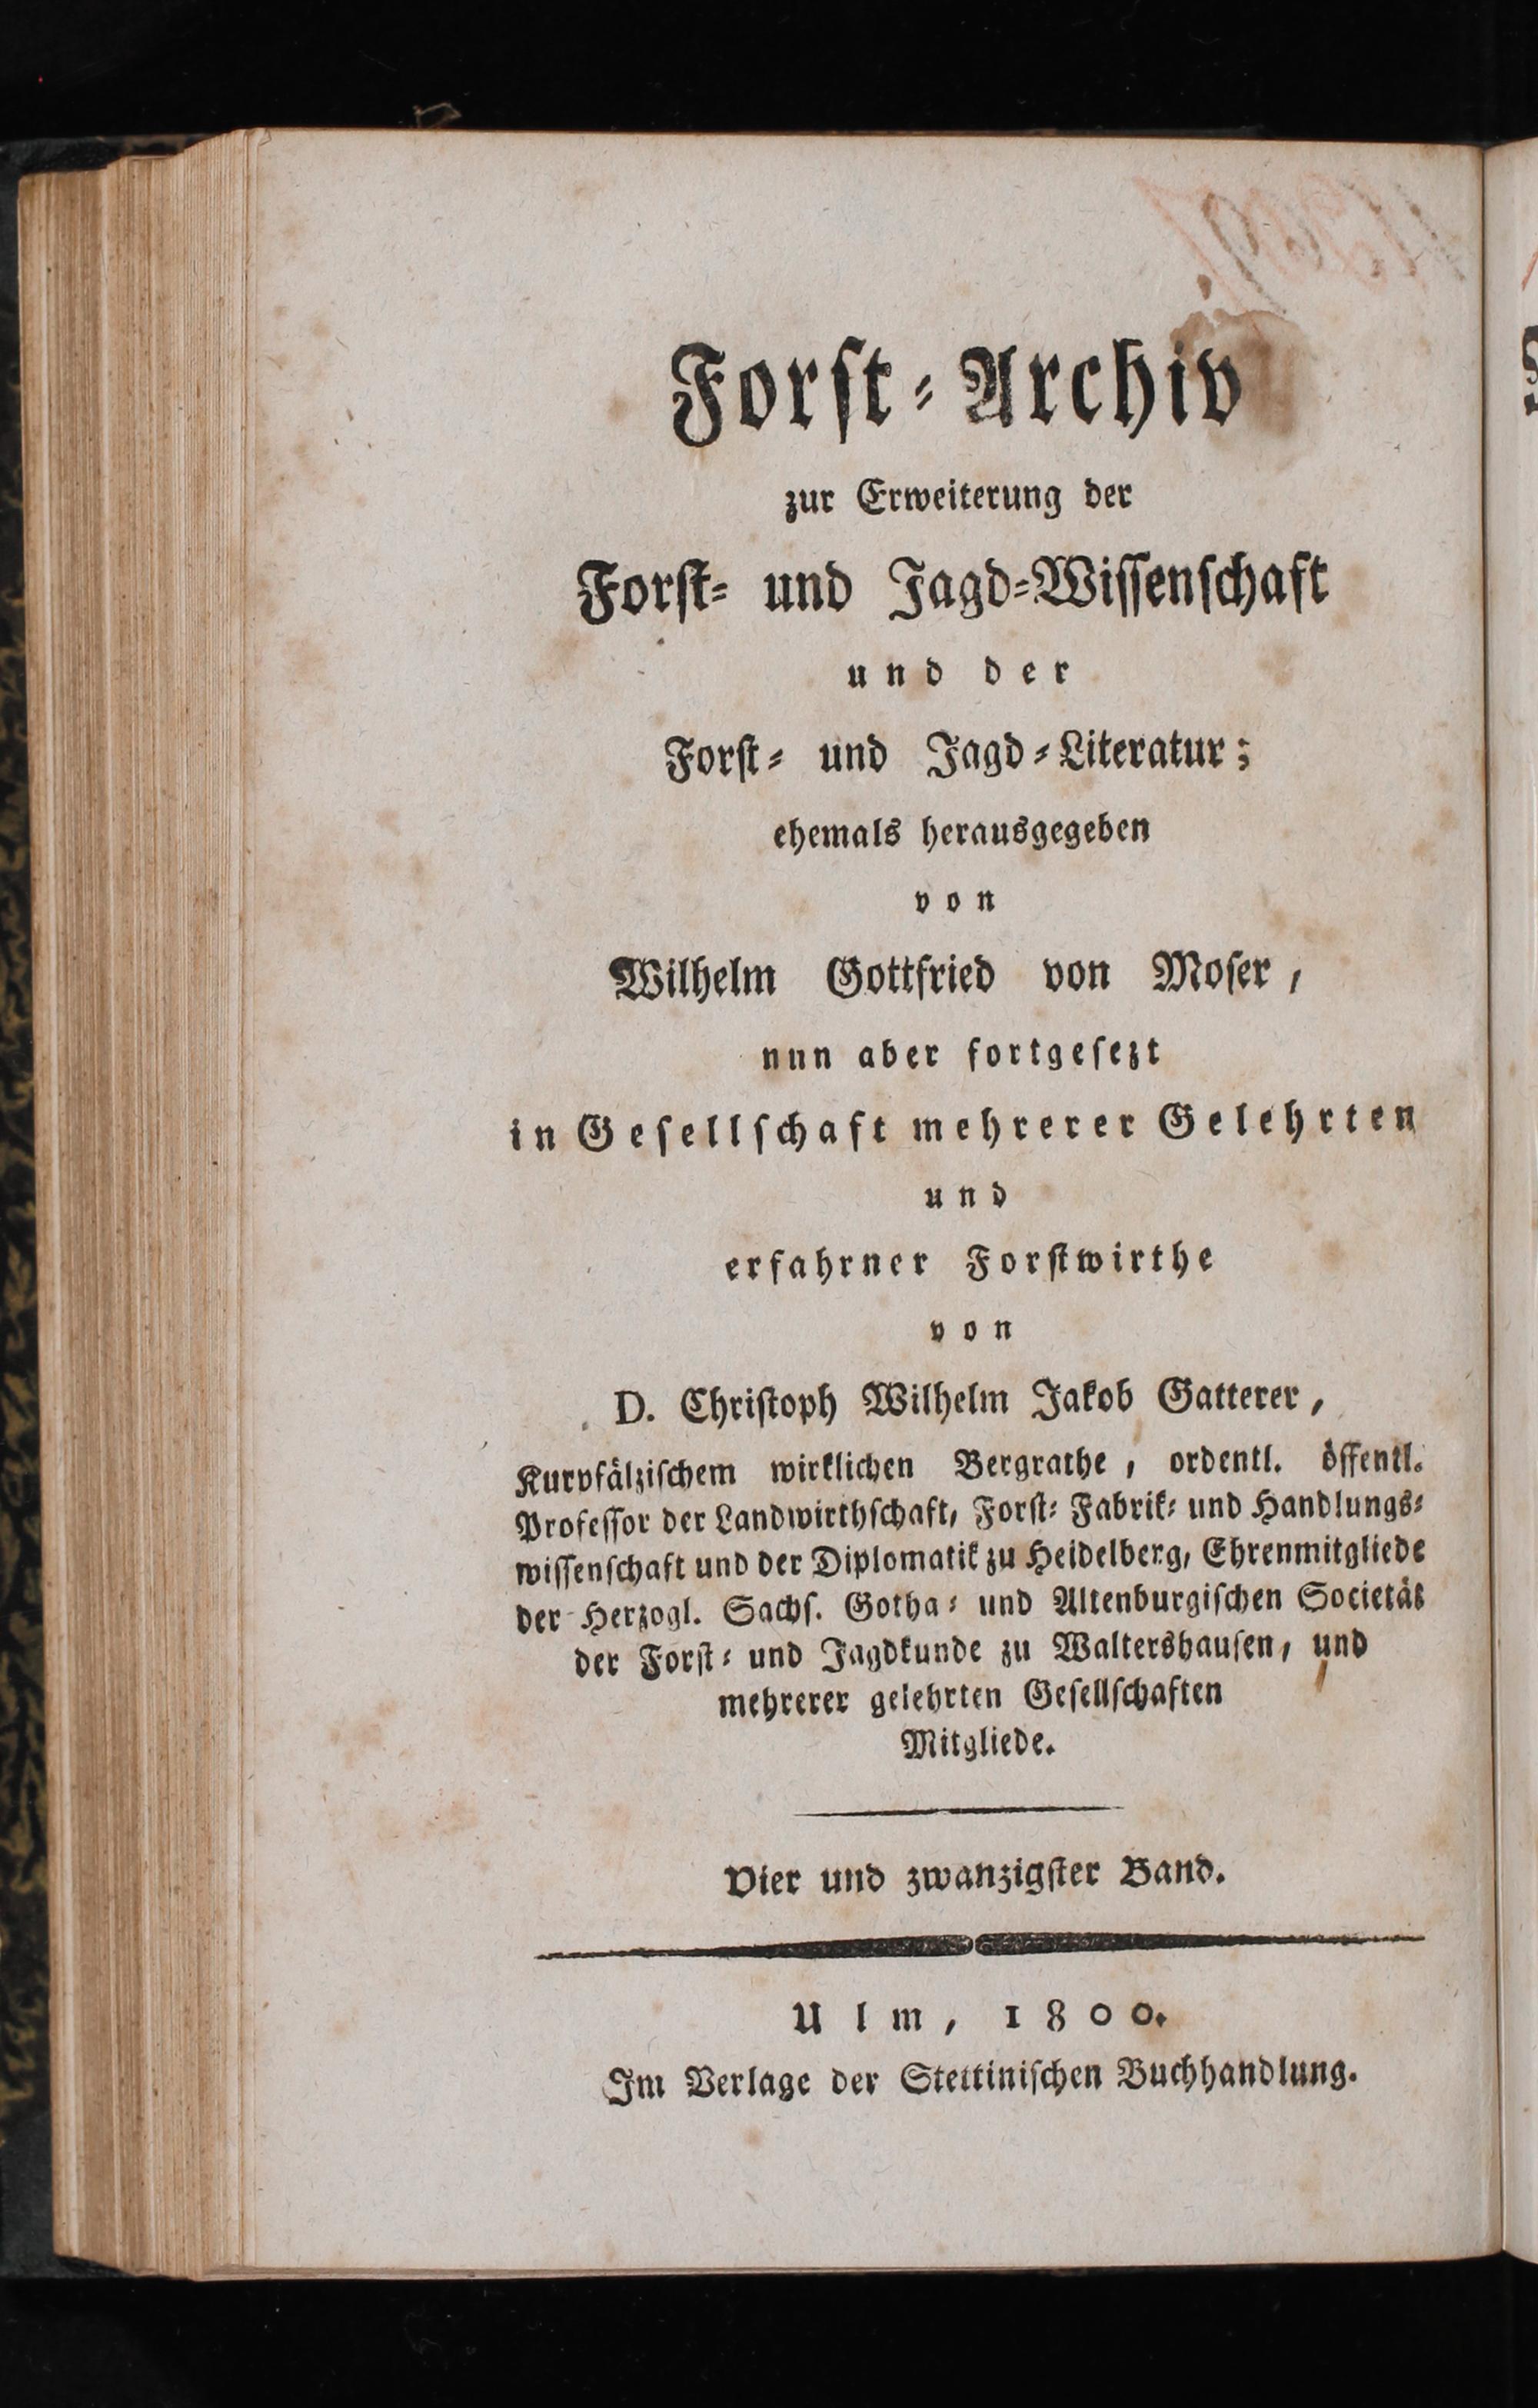 Forſt-Archiv
zur Erweiterung der
Forſt- und Jagd-Wiſſenſchaft
und der
Forſt- und Jagd-Literatur;
ehemals herausgegeben
von
Wilhelm Gottfried von Moſer,
nun aber fortgeſezt
in Geſellſchaft mehrerer Gelehrten
und
erfahrner Forſtwirthe
von
D. Chriſtoph Wilhelm Jakob Gatterer,
Kurpfälziſchem wirklichen Bergrathe, ordentl. öffentl.
Profeſſor der Landwirthſchaft, Forſt- Fabrik- und Handlungs-
wiſſenſchaft und der Diplomatik zu Heidelberg, Ehrenmitgliede
der Herzogl. Sachſ. Gotha- und Altenburgiſchen Societät
der Forſt- und Jagdkunde zu Waltershauſen, und
mehrerer gelehrten Geſellſchaften
Mitgliede.
Vier und zwanzigſter Band.
Ulm, 1800.
Im Verlage der Stettiniſchen Buchhandlung.